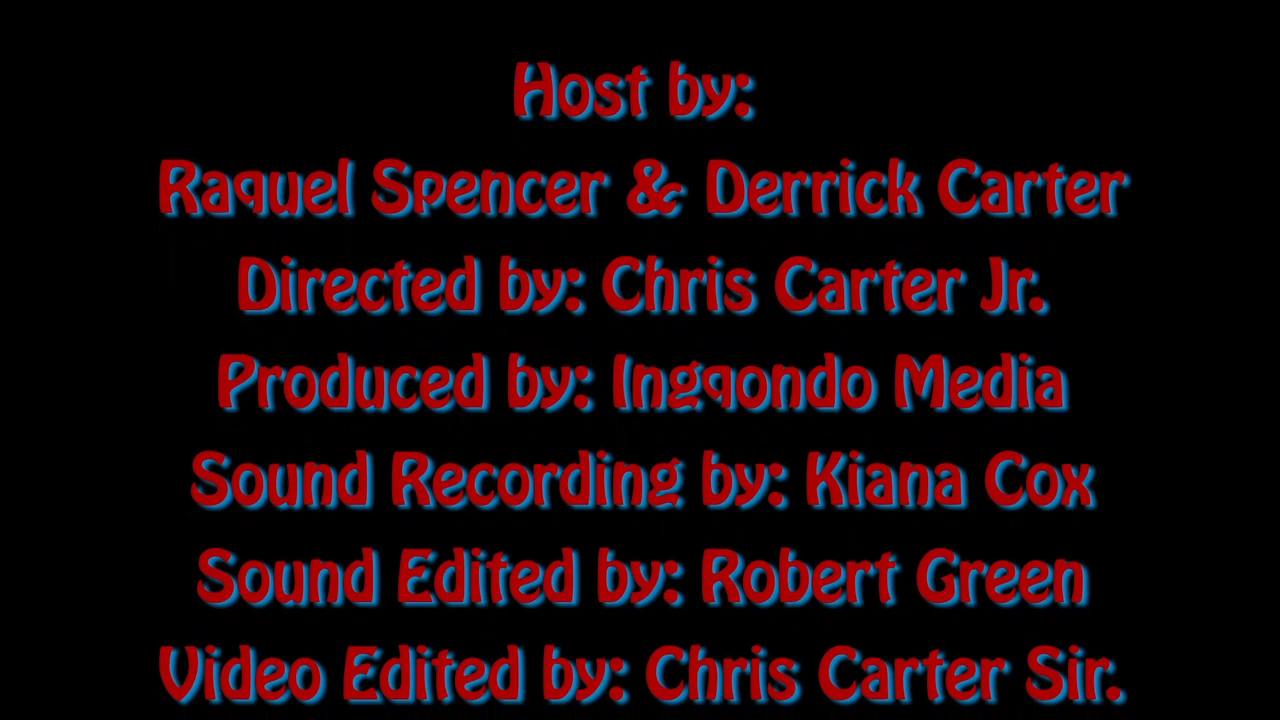 Host by:
Raquel Spencer & Derrick Carter
Directed by: Chris Carter Jr.
Produced by: Ingqondo Media
Sound Recording by: Kiana Cox
Sound Edited by: Robert Green
Video Edited by: Chris Carter Sir.